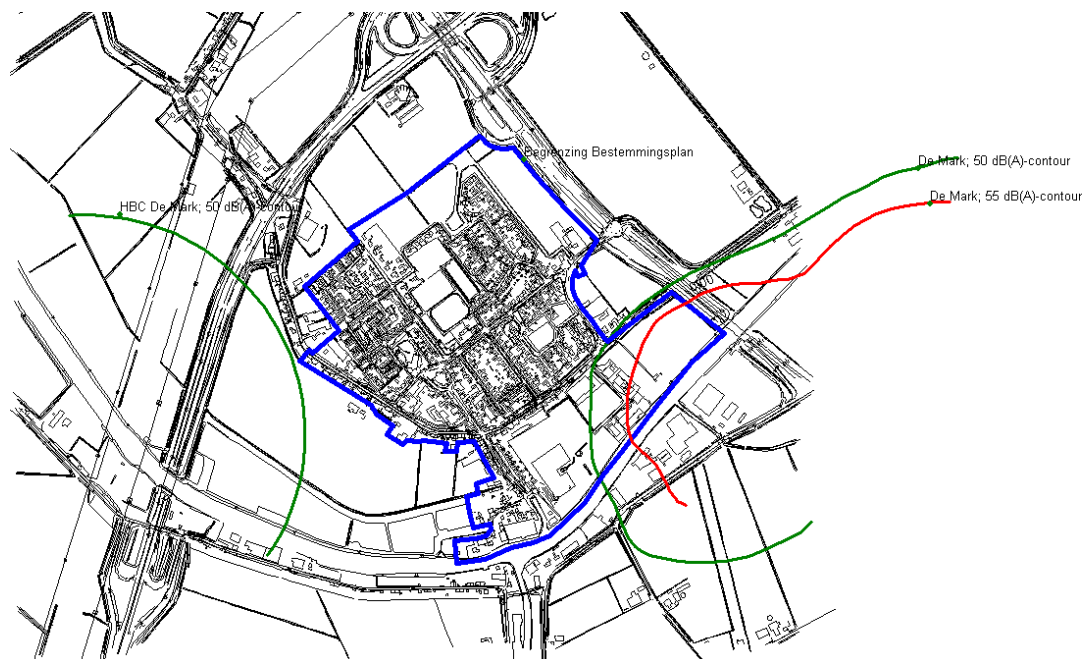 Begrenzing Bestemmingsplan
De Mark; 50 dB(A)-contour
De Mark; 55 dB(A)-contour
HBC De Mark; 50 dB(A)-contour